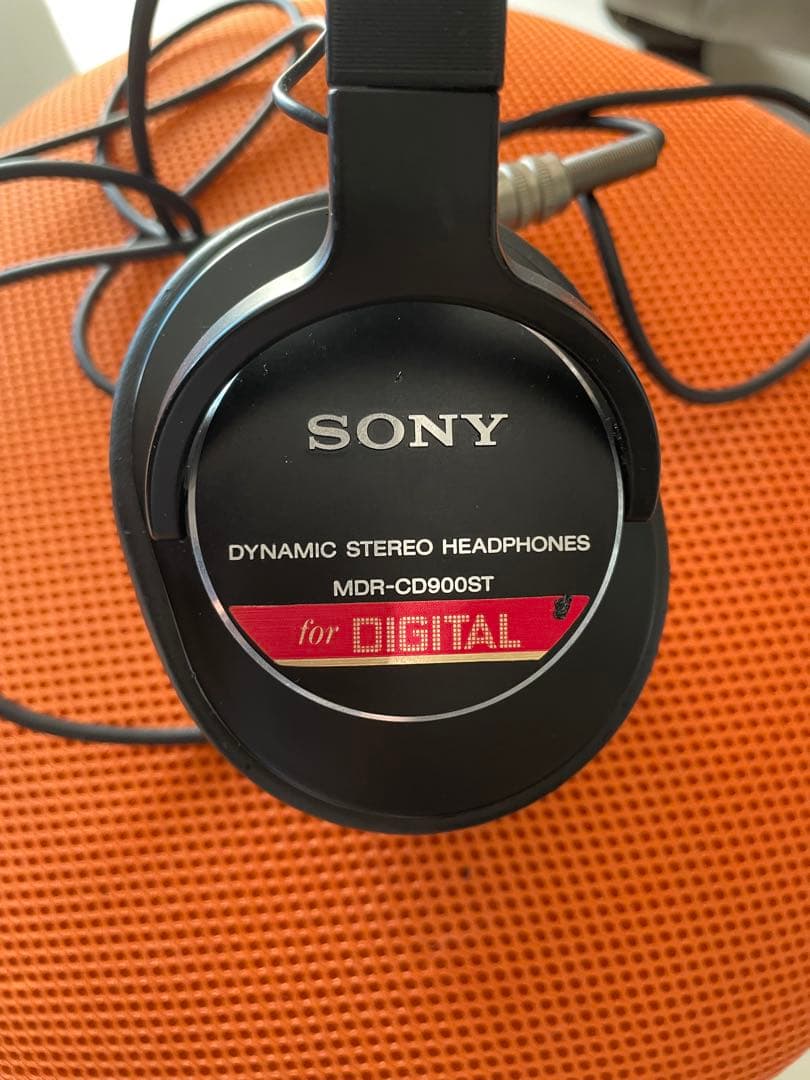 SONY
DYNAMIC STEREO HEADPHONES
MDR-CD900ST
for DIGITAL